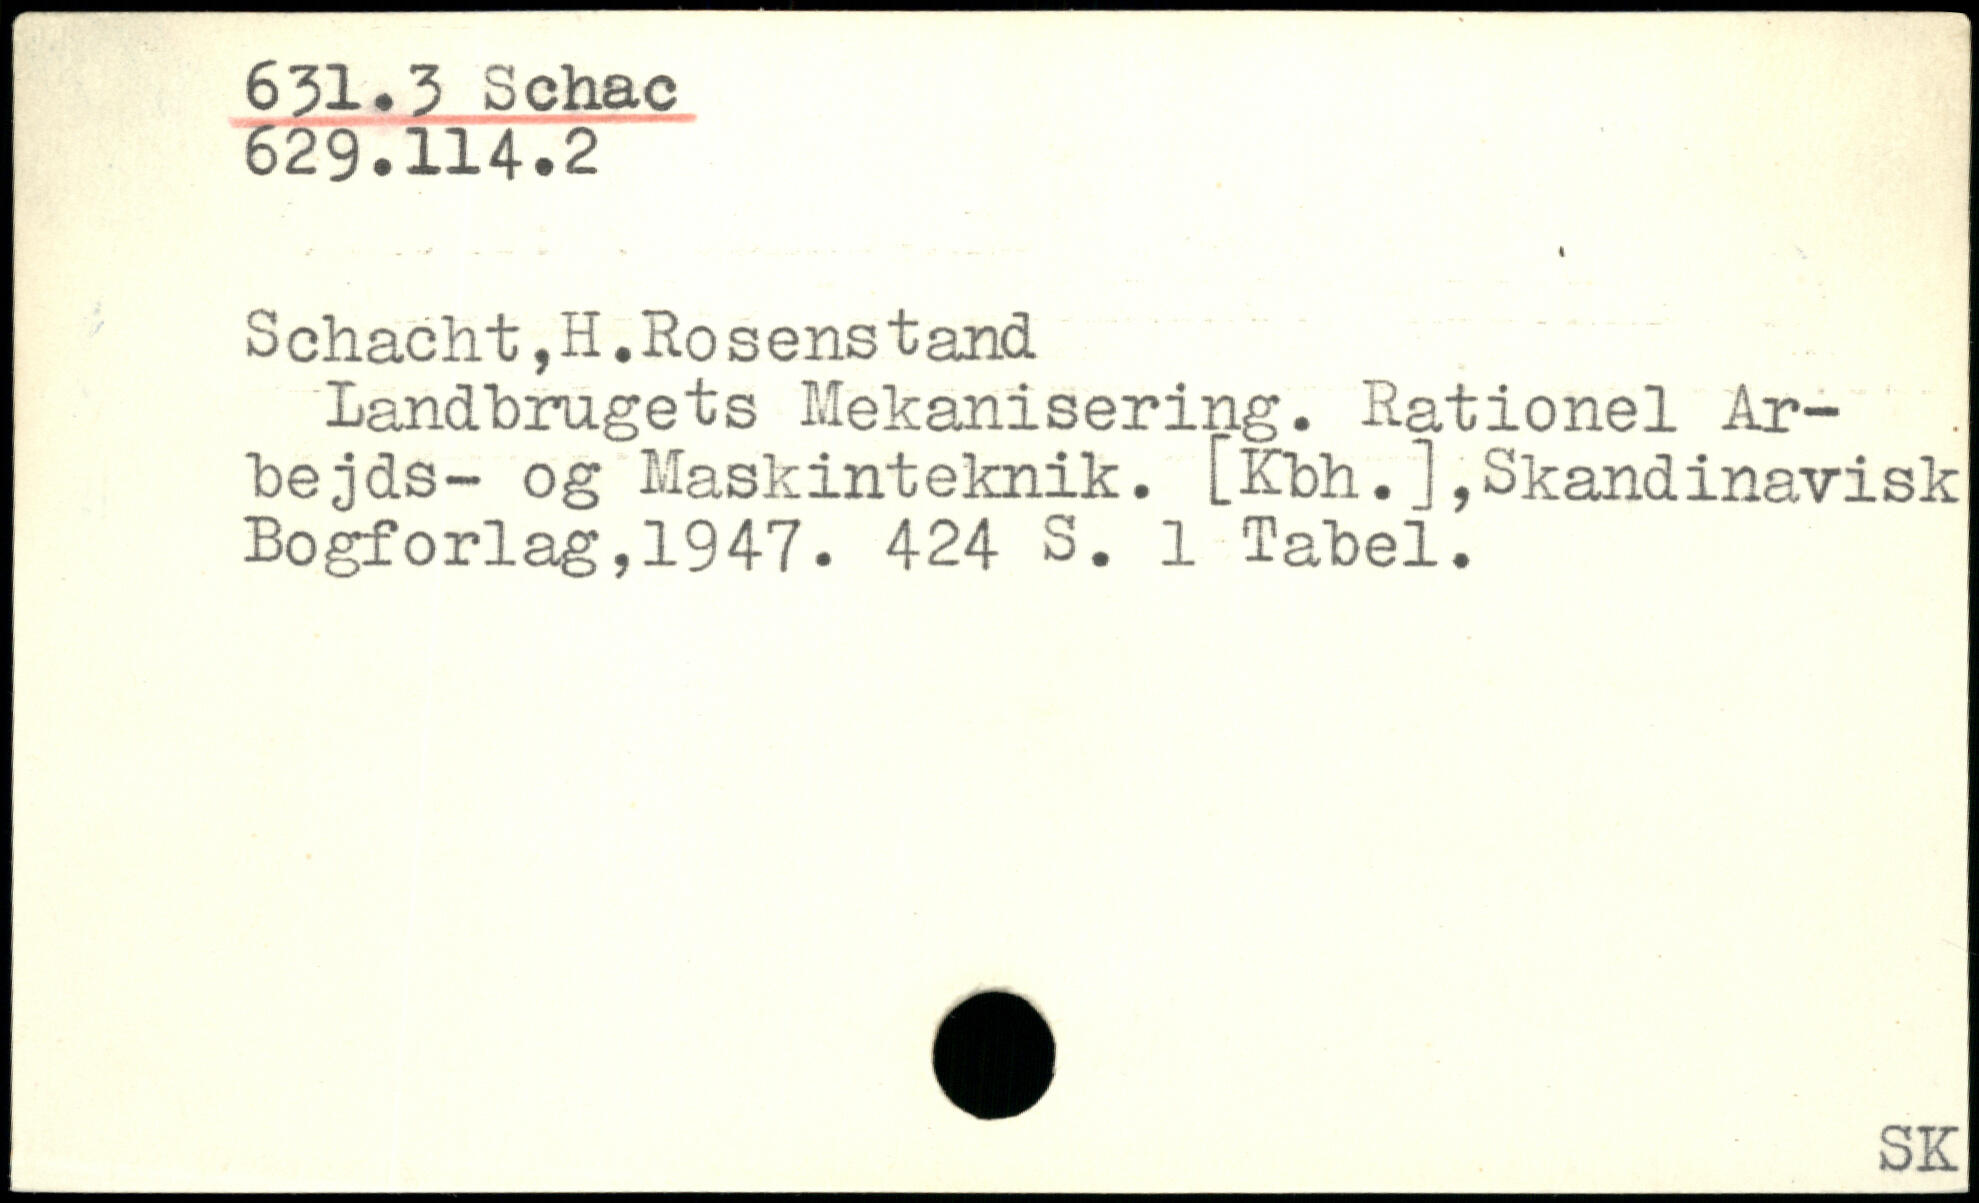 631.3 Schac
629.114.2
Schacht,H.Rosenstand
Landbrugets Mekanisering. Rationel Ar-
bejds- og Maskinteknik. [Kbh.],Skandinavisk
Bogforlag,1947. 424 S. 1 Tabel.
SK